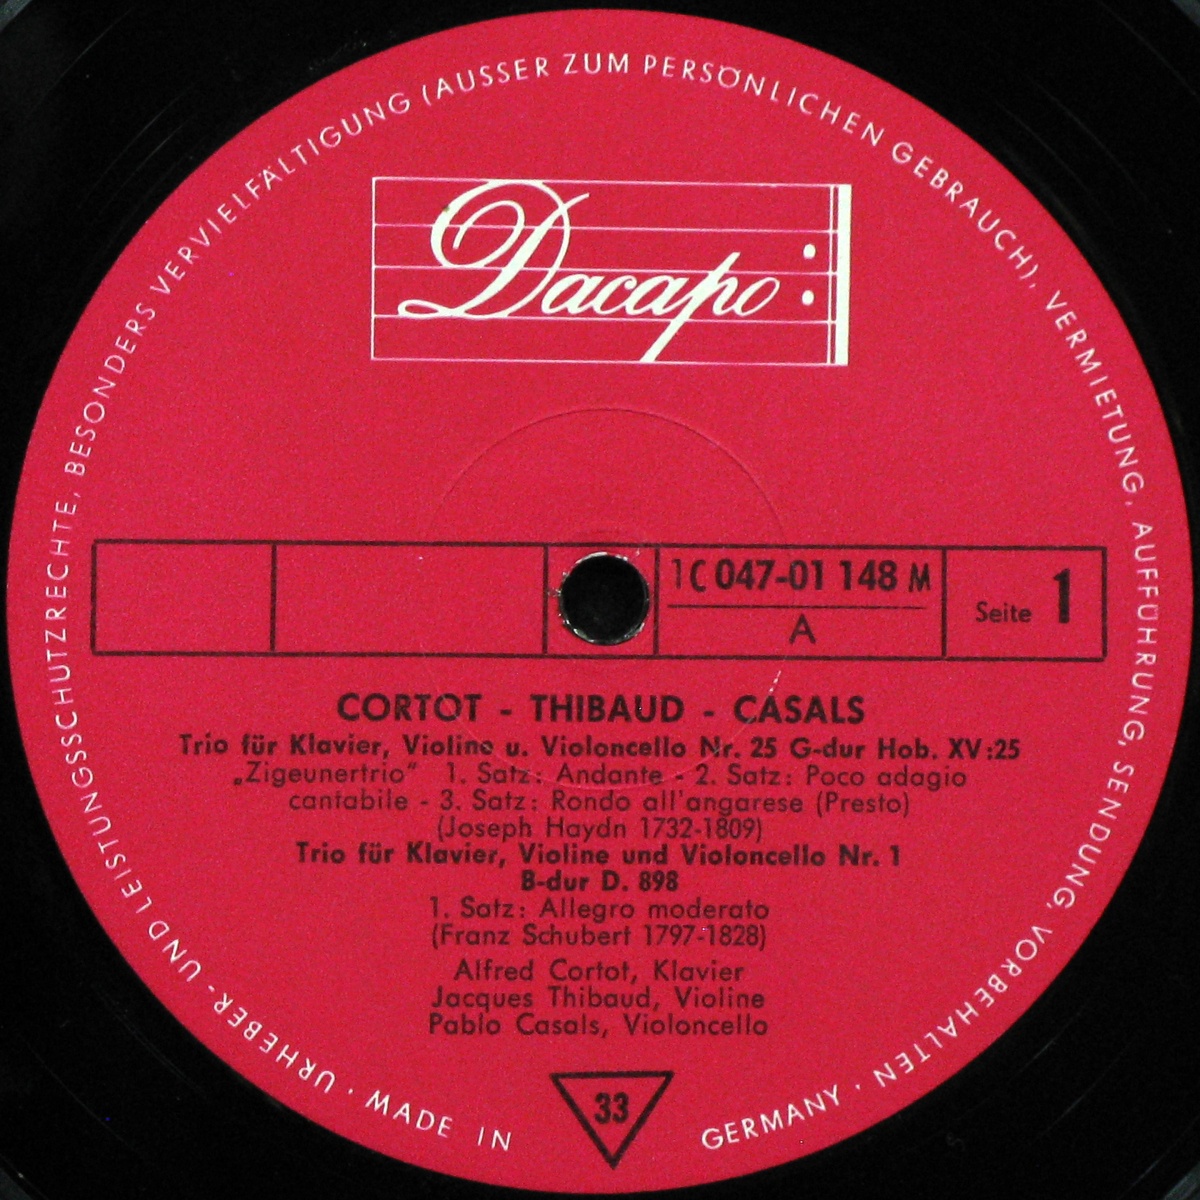 URHEBER- UND LEISTUNGSSCHUTZRECHTE, BESONDERS VERVIELFÄLTIGUNG (AUSSER ZUM PERSÖNLICHEN GEBRAUCH), VERMIETUNG, AUFFÜHRUNG, SENDUNG, VORBEHALTEN · 
Dacapo
1C 047-01 148 M
A
Seite 1
CORTOT - THIBAUD - CASALS
Trio für Klavier, Violine u. Violoncello Nr. 25 G-dur Hob. XV:25
„Zigeunertrio“ 1. Satz: Andante - 2. Satz: Poco adagio
cantabile - 3. Satz: Rondo all'angarese (Presto)
(Joseph Haydn 1732-1809)
Trio für Klavier, Violine und Violoncello Nr. 1
B-dur D. 898
1. Satz: Allegro moderato
(Franz Schubert 1797-1828)
Alfred Cortot, Klavier
Jacques Thibaud, Violine
Pablo Casals, Violoncello
33
· MADE IN GERMANY